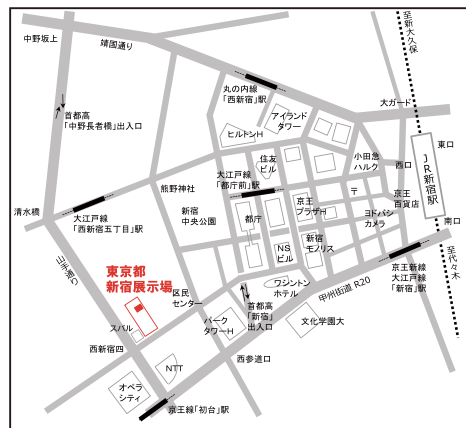 中野坂上
靖国通り
至新大久保
丸の内線
「西新宿」駅
大ガード
首都高
「中野長者橋」出入口
アイランド
タワー
ヒルトンH
東口
小田急
ハルク
西口
JR新宿駅
住友
ビル
大江戸線
「都庁前」駅
熊野神社
〒
京王
百貨店
清水橋
大江戸線
「西新宿五丁目」駅
新宿
中央公園
都庁
京王
プラザH
ヨドバシ
カメラ
南口
山手通り
NS
ビル
新宿
モノリス
至代々木
東京都
新宿展示場
京王新線
大江戸線
「新宿」駅
区民
センター
ワシントン
ホテル
甲州街道 R20
首都高
「新宿」
出入口
スバル
パーク
タワーH
文化学園大
西新宿四
西参道口
NTT
オペラ
シティ
京王線「初台」駅